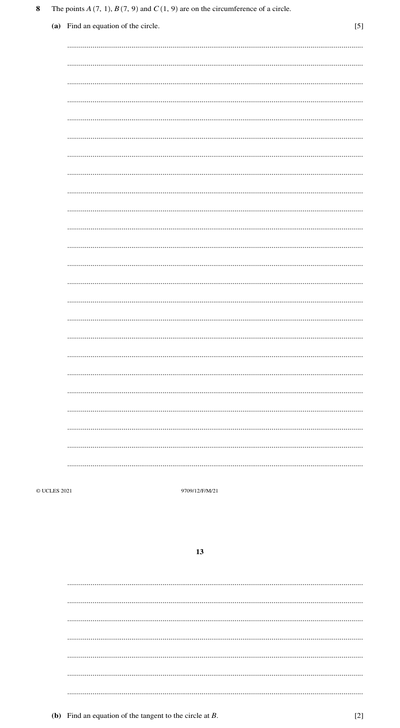 8 The points A (7, 1), B (7, 9) and C (1, 9) are on the circumference of a circle.
(a) Find an equation of the circle. [5]
© UCLES 2021 9709/12/F/M/21
13
(b) Find an equation of the tangent to the circle at B. [2]